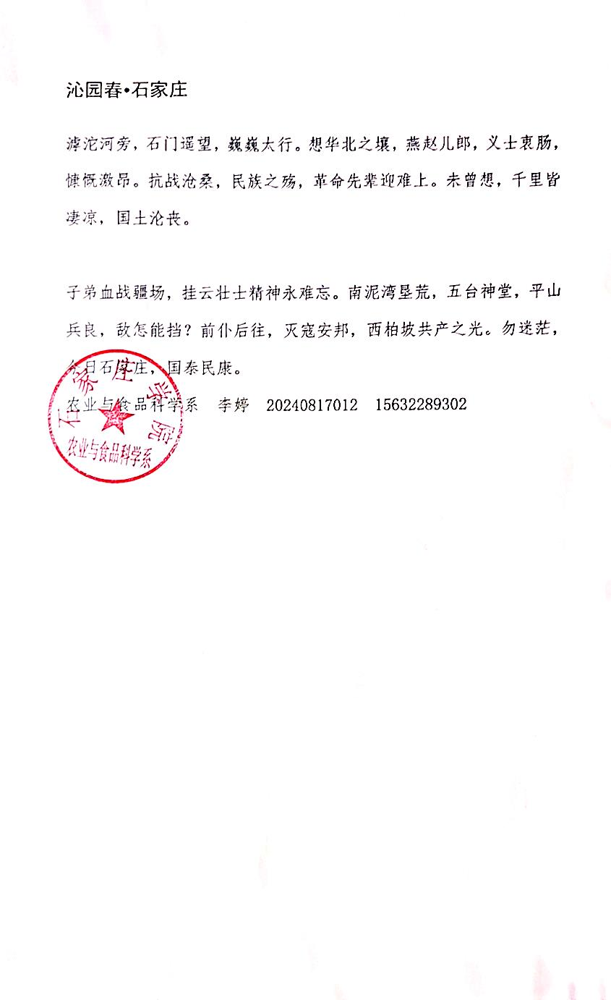 沁园春•石家庄
滹沱河旁，石门遥望，巍巍太行。想华北之壤，燕赵儿郎，义士衷肠，
慷慨激昂。抗战沧桑，民族之殇，革命先辈迎难上。未曾想，千里皆
凄凉，国土沦丧。
子弟血战疆场，挂云壮士精神永难忘。南泥湾垦荒，五台神堂，平山
兵良，敌怎能挡？前仆后往，灭寇安邦，西柏坡共产之光。勿迷茫，
今日石家庄，国泰民康。
农业与食品科学系 李婷 20240817012 15632289302
石家庄学院
农业与食品科学系